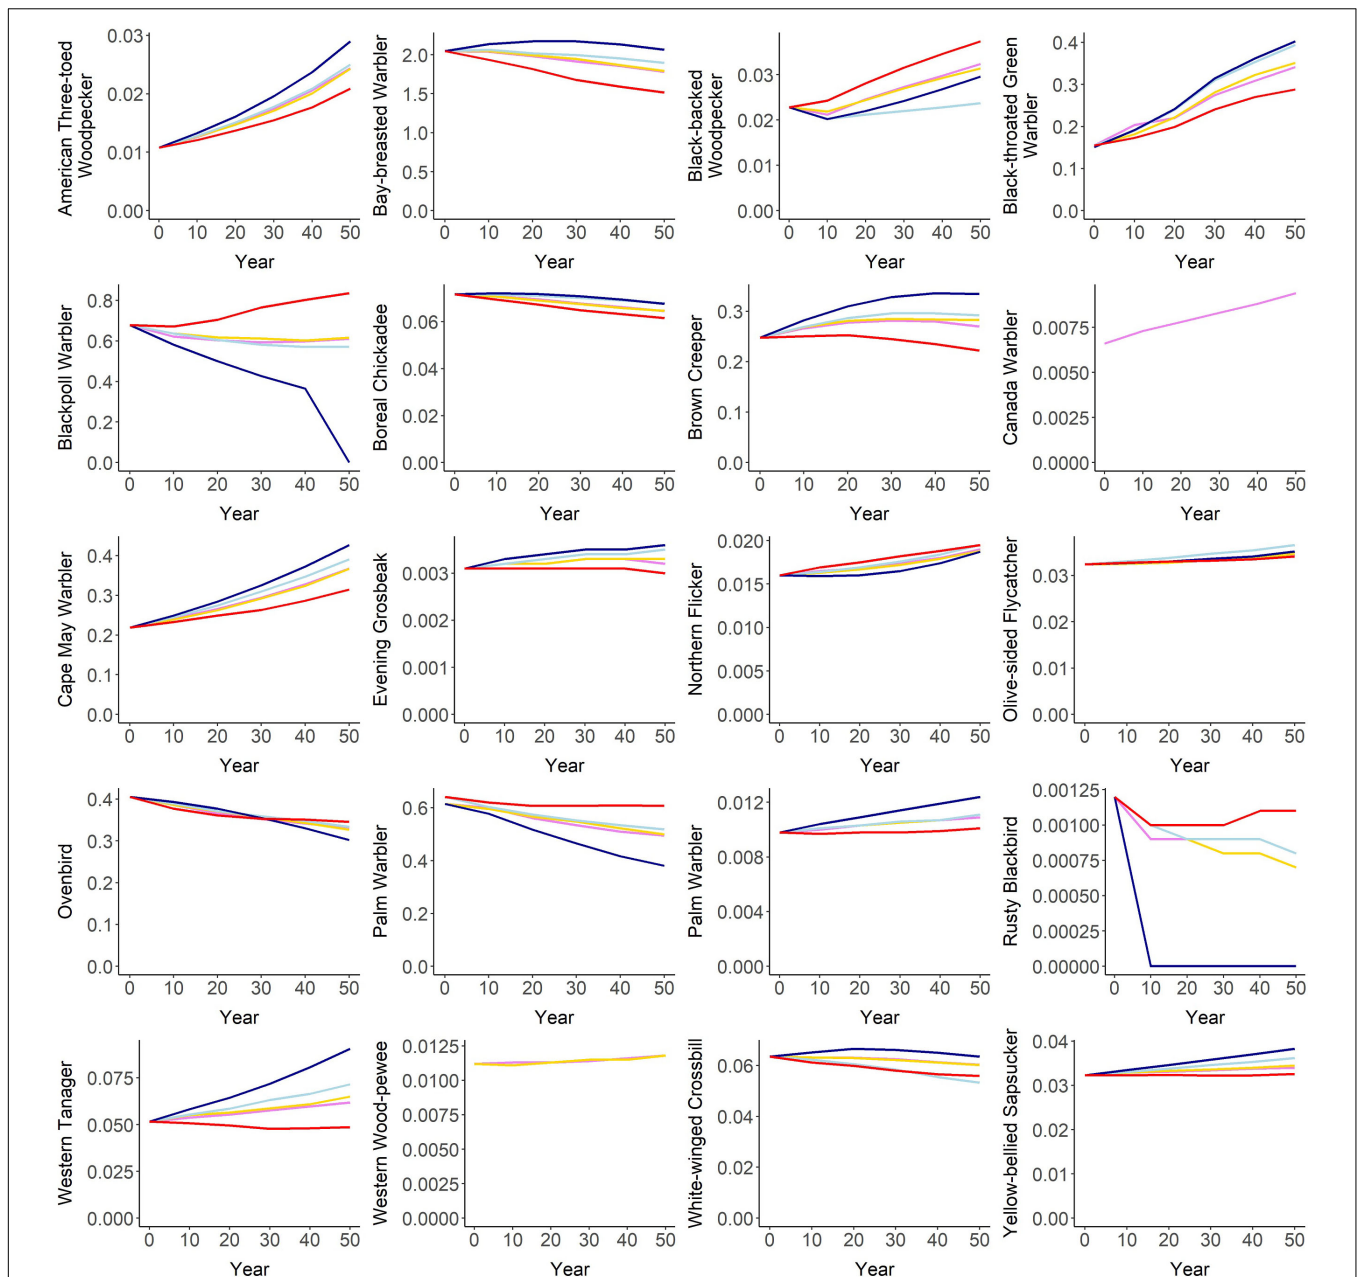 American Three-toed
Woodpecker
0.03
0.02
0.01
0.00
0 10 20 30 40 50
Year
Bay-breasted Warbler
2.0
1.5
1.0
0.5
0.0
0 10 20 30 40 50
Year
Black-backed
Woodpecker
0.03
0.02
0.01
0.00
0 10 20 30 40 50
Year
Black-throated Green
Warbler
0.4
0.3
0.2
0.1
0.0
0 10 20 30 40 50
Year
Blackpoll Warbler
0.8
0.6
0.4
0.2
0.0
0 10 20 30 40 50
Year
Boreal Chickadee
0.06
0.04
0.02
0.00
0 10 20 30 40 50
Year
Brown Creeper
0.3
0.2
0.1
0.0
0 10 20 30 40 50
Year
Canada Warbler
0.0075
0.0050
0.0025
0.0000
0 10 20 30 40 50
Year
Cape May Warbler
0.4
0.3
0.2
0.1
0.0
0 10 20 30 40 50
Year
Evening Grosbeak
0.003
0.002
0.001
0.000
0 10 20 30 40 50
Year
Northern Flicker
0.020
0.015
0.010
0.005
0.000
0 10 20 30 40 50
Year
Olive-sided Flycatcher
0.03
0.02
0.01
0.00
0 10 20 30 40 50
Year
Ovenbird
0.4
0.3
0.2
0.1
0.0
0 10 20 30 40 50
Year
Palm Warbler
0.6
0.4
0.2
0.0
0 10 20 30 40 50
Year
Palm Warbler
0.012
0.008
0.004
0.000
0 10 20 30 40 50
Year
Rusty Blackbird
0.00125
0.00100
0.00075
0.00050
0.00025
0.00000
0 10 20 30 40 50
Year
Western Tanager
0.075
0.050
0.025
0.000
0 10 20 30 40 50
Year
Western Wood-pewee
0.0125
0.0100
0.0075
0.0050
0.0025
0.0000
0 10 20 30 40 50
Year
White-winged Crossbill
0.06
0.04
0.02
0.00
0 10 20 30 40 50
Year
Yellow-bellied Sapsucker
0.04
0.03
0.02
0.01
0.00
0 10 20 30 40 50
Year